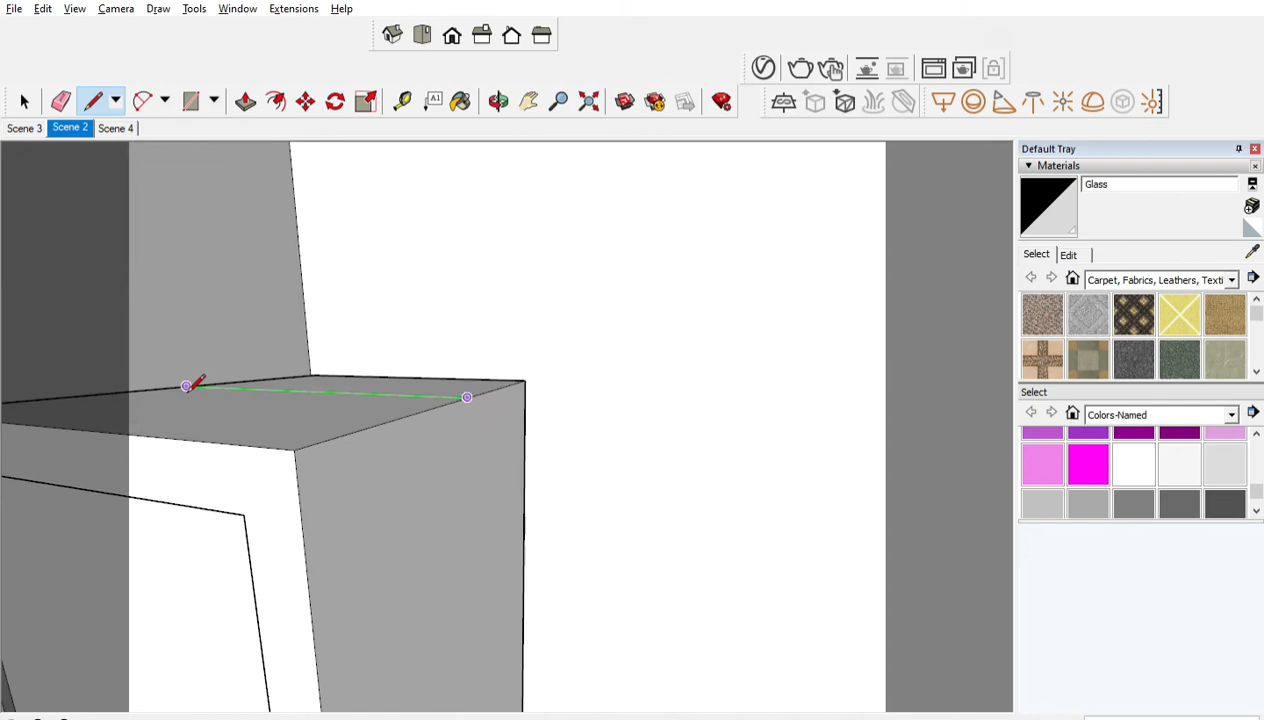 File Edit View Camera Draw Tools Window Extensions Help
A1
Scene 3 Scene 2 Scene 4
Default Tray
Materials
Glass
Select Edit
Carpet, Fabrics, Leathers, Texti
Select
Colors-Named